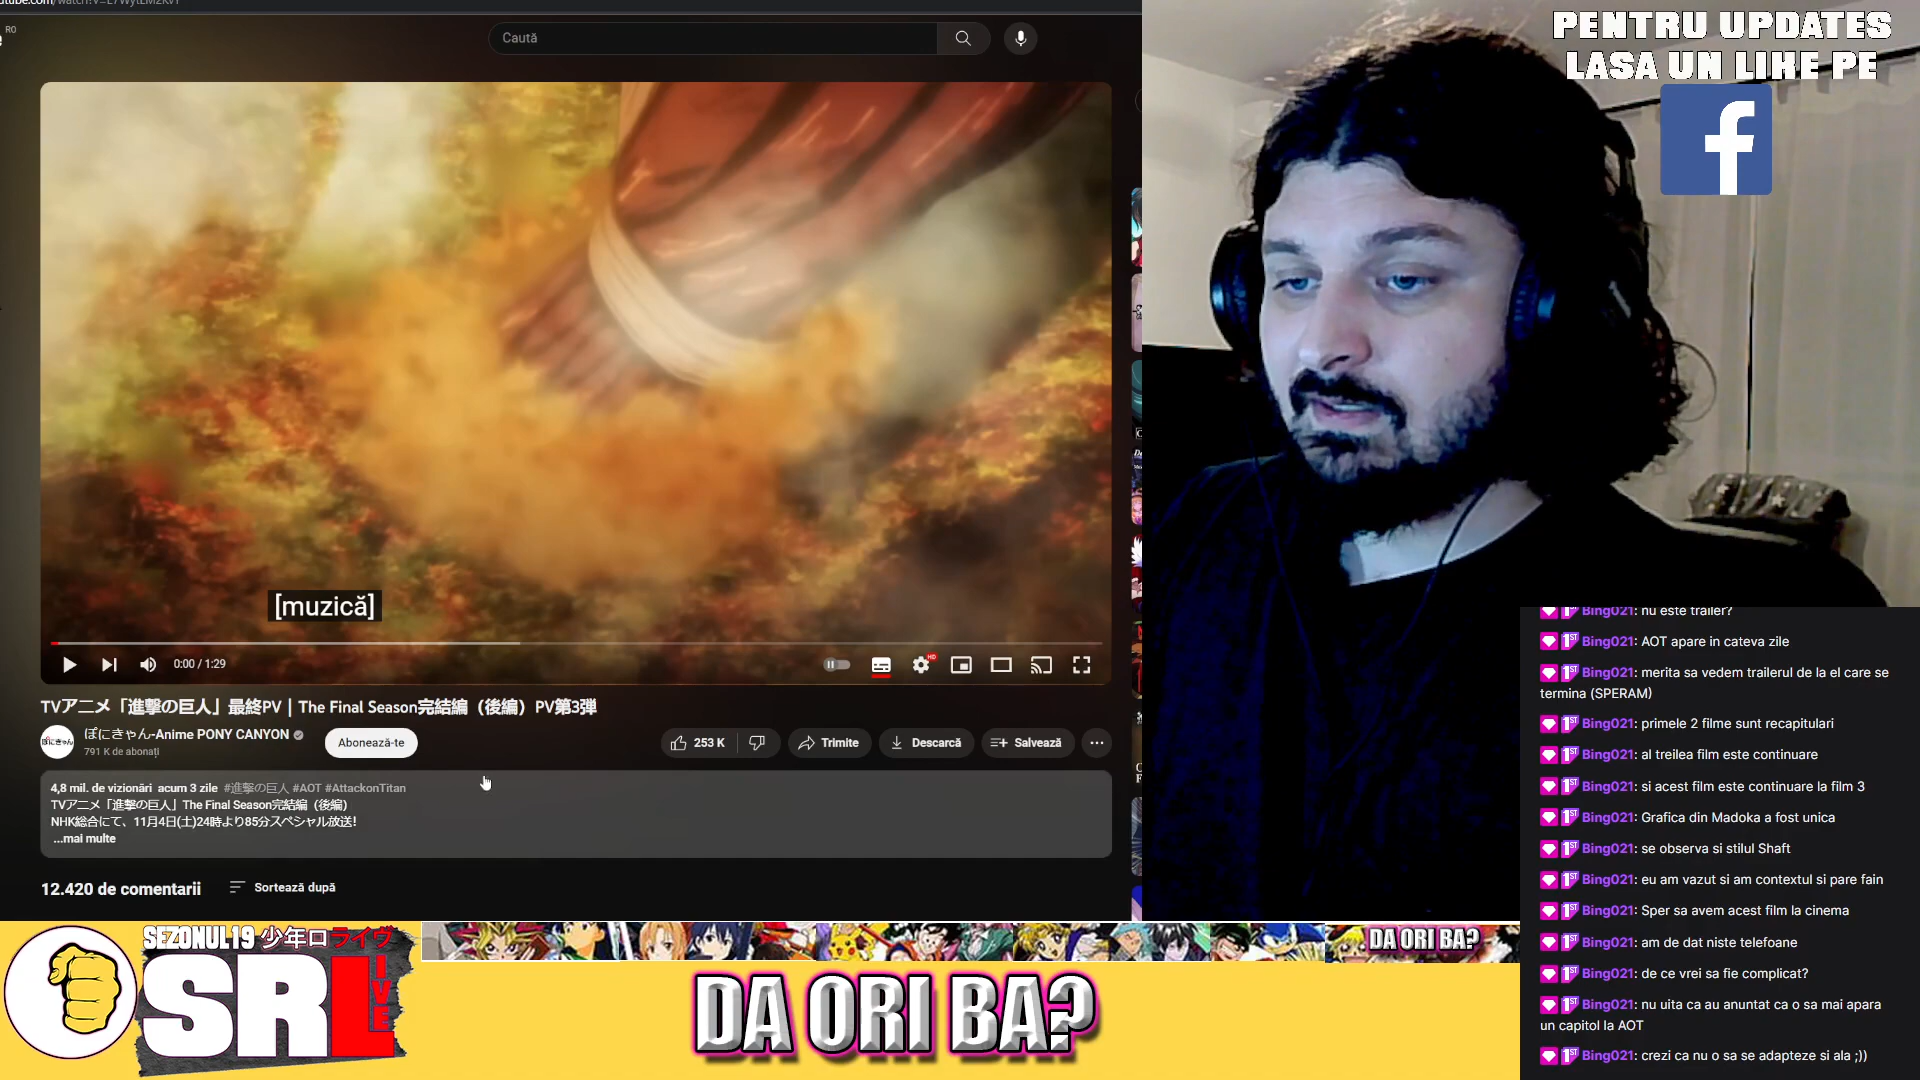 RO
Caută
PENTRU UPDATES
LASA UN LIKE PE
f
[muzică]
0:00 / 1:29
HD
TVアニメ「進撃の巨人」最終PV｜The Final Season完結編（後編）PV第3弾
ぽにきゃん
ぽにきゃん-Anime PONY CANYON
791 K de abonați
Abonează-te
253 K
Trimite
Descarcă
Salvează
4,8 mil. de vizionări acum 3 zile #進撃の巨人 #AOT #AttackonTitan
TVアニメ「進撃の巨人」The Final Season完結編（後編）
NHK総合にて、11月4日(土)24時より85分スペシャル放送!
...mai multe
12.420 de comentarii
Sortează după
Bing021: nu este trailer?
Bing021: AOT apare in cateva zile
Bing021: merita sa vedem trailerul de la el care se
termina (SPERAM)
Bing021: primele 2 filme sunt recapitulari
Bing021: al treilea film este continuare
Bing021: si acest film este continuare la film 3
Bing021: Grafica din Madoka a fost unica
Bing021: se observa si stilul Shaft
Bing021: eu am vazut si am contextul si pare fain
Bing021: Sper sa avem acest film la cinema
Bing021: am de dat niste telefoane
Bing021: de ce vrei sa fie complicat?
Bing021: nu uita ca au anuntat ca o sa mai apara
un capitol la AOT
Bing021: crezi ca nu o sa se adapteze si ala ;))
SEZONUL19 少年ロライヴ
SRL
LIVE
DA ORI BA?
DA ORI BA?